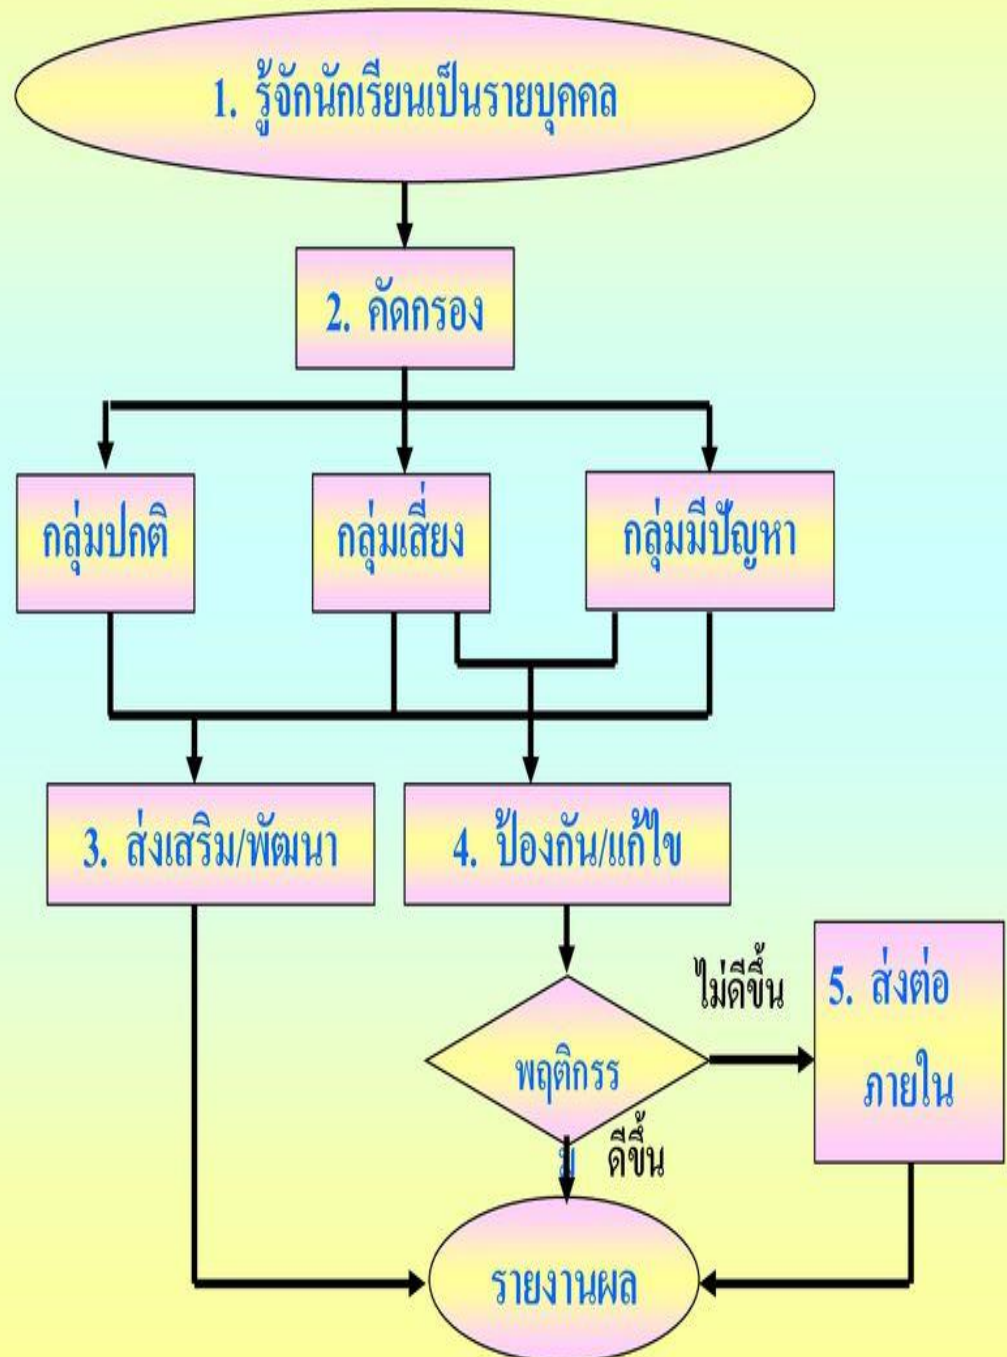 1. รู้จักนักเรียนเป็นรายบุคคล
2. คัดกรอง
กลุ่มปกติ
กลุ่มเสี่ยง
กลุ่มมีปัญหา
3. ส่งเสริม/พัฒนา
4. ป้องกัน/แก้ไข
ไม่ดีขึ้น
5. ส่งต่อ
ภายใน
พฤติกรร
ม
ดีขึ้น
รายงานผล